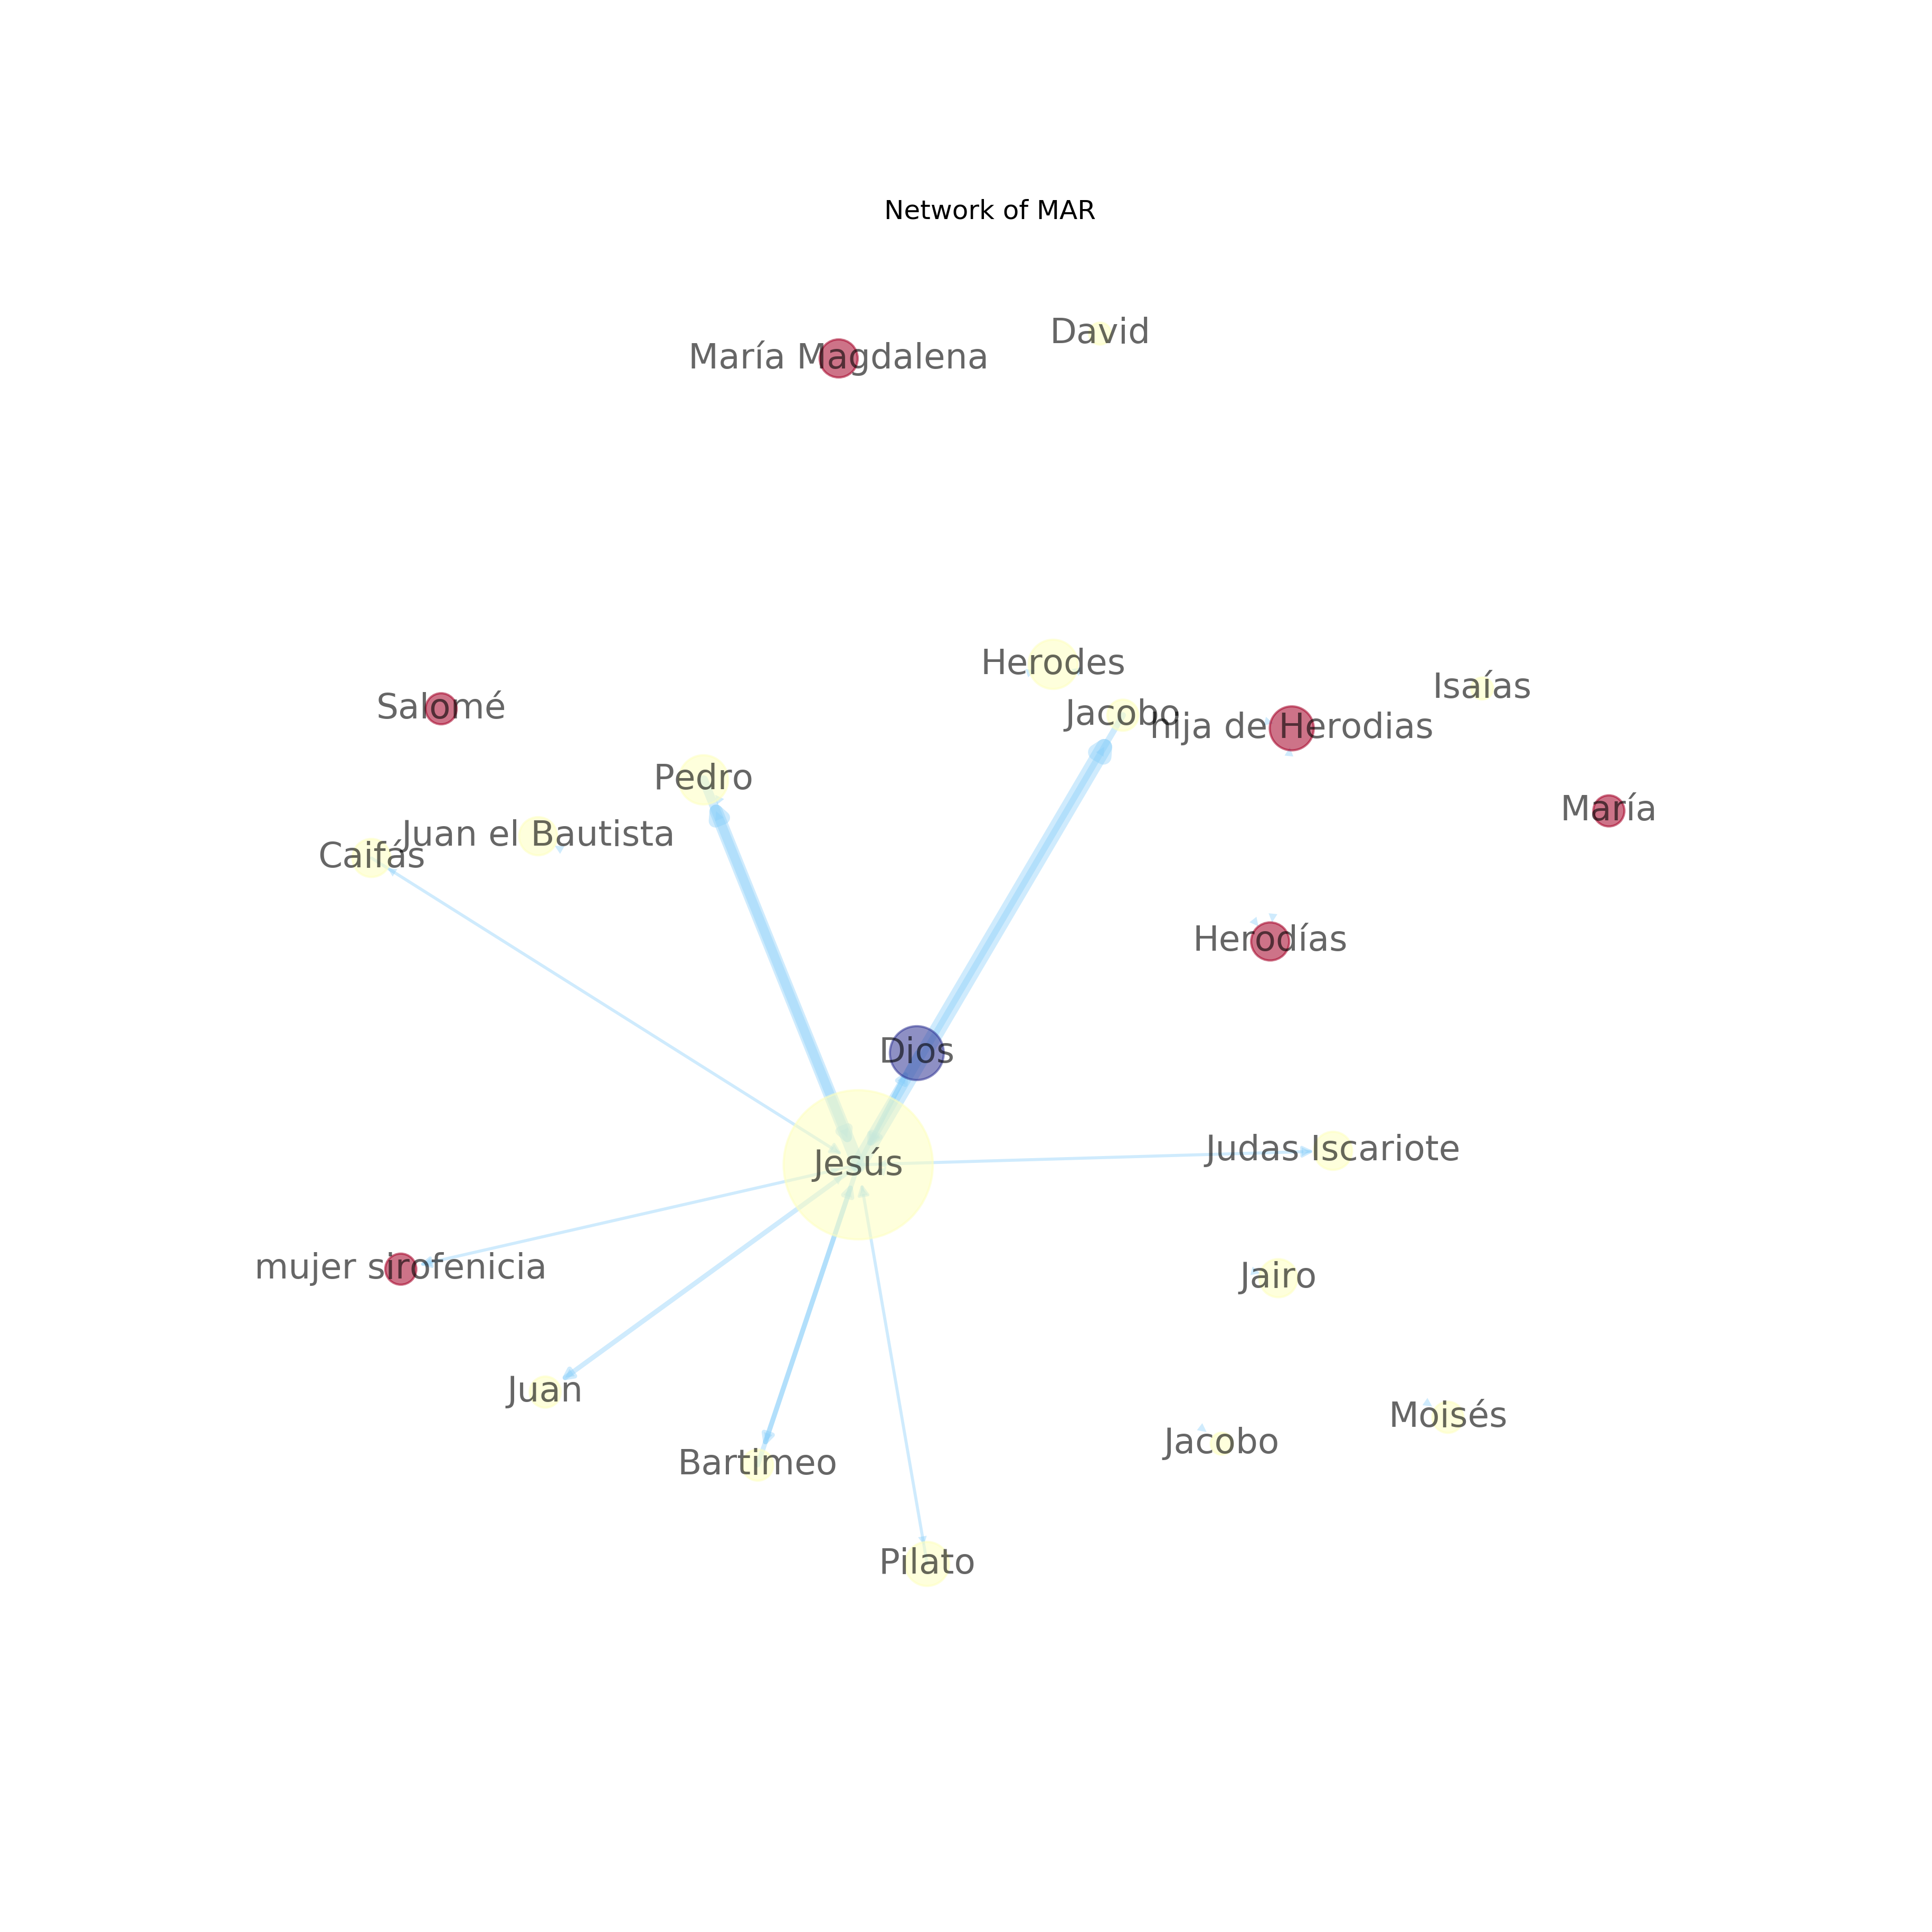 Network of MAR
David
María Magdalena
Herodes
Isaías
Salomé
Jacobo
hija de Herodias
Pedro
María
Juan el Bautista
Caifás
Herodías
Dios
Judas Iscariote
Jesús
mujer sirofenicia
Jairo
Juan
Moisés
Jacobo
Bartimeo
Pilato